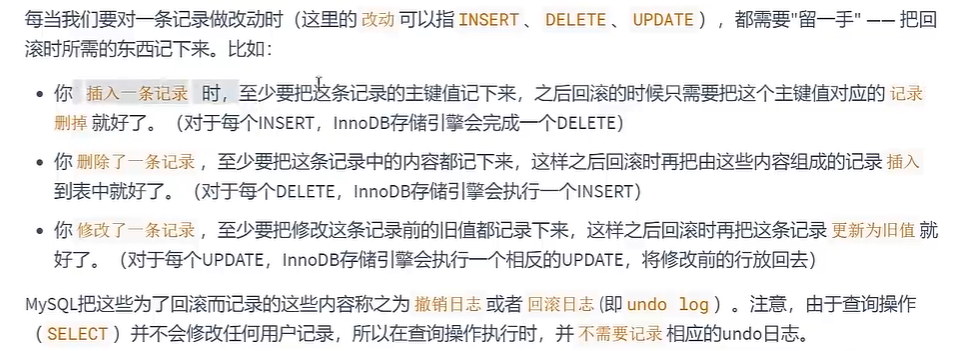 每当我们要对一条记录做改动时（这里的 改动 可以指 INSERT 、 DELETE 、 UPDATE ），都需要"留一手" —— 把回
滚时所需的东西记下来。比如：
• 你 插入一条记录 时，至少要把这条记录的主键值记下来，之后回滚的时候只需要把这个主键值对应的 记录
删掉 就好了。（对于每个INSERT，InnoDB存储引擎会完成一个DELETE）
• 你 删除了一条记录 ，至少要把这条记录中的内容都记下来，这样之后回滚时再把由这些内容组成的记录 插入
到表中就好了。（对于每个DELETE，InnoDB存储引擎会执行一个INSERT）
• 你 修改了一条记录 ，至少要把修改这条记录前的旧值都记录下来，这样之后回滚时再把这条记录 更新为旧值 就
好了。（对于每个UPDATE，InnoDB存储引擎会执行一个相反的UPDATE，将修改前的行放回去）
MySQL把这些为了回滚而记录的这些内容称之为 撤销日志 或者 回滚日志 (即 undo log ) 。注意，由于查询操作
（ SELECT ）并不会修改任何用户记录，所以在查询操作执行时，并 不需要记录 相应的undo日志。